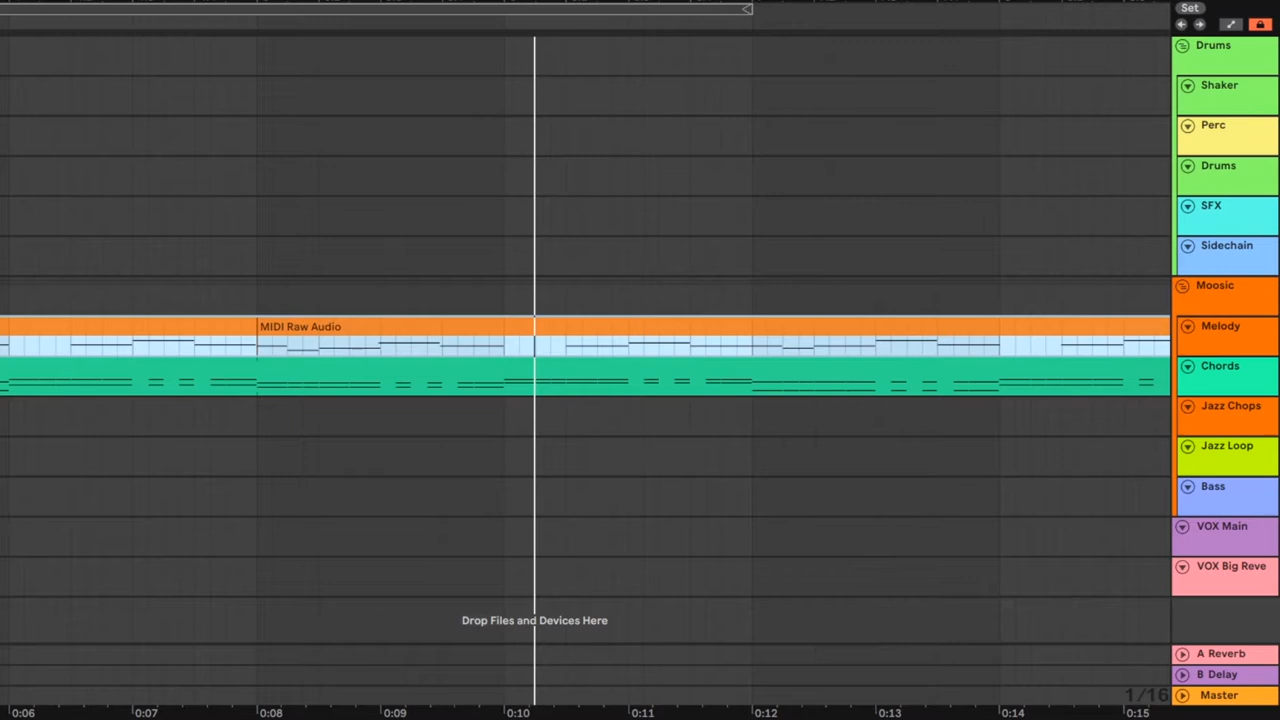 Set
Drums
Shaker
Perc
Drums
SFX
Sidechain
Moosic
MIDI Raw Audio
Melody
Chords
Jazz Chops
Jazz Loop
Bass
VOX Main
VOX Big Reve
Drop Files and Devices Here
A Reverb
B Delay
1/16
Master
0:06 0:07 0:08 0:09 0:10 0:11 0:12 0:13 0:14 0:15